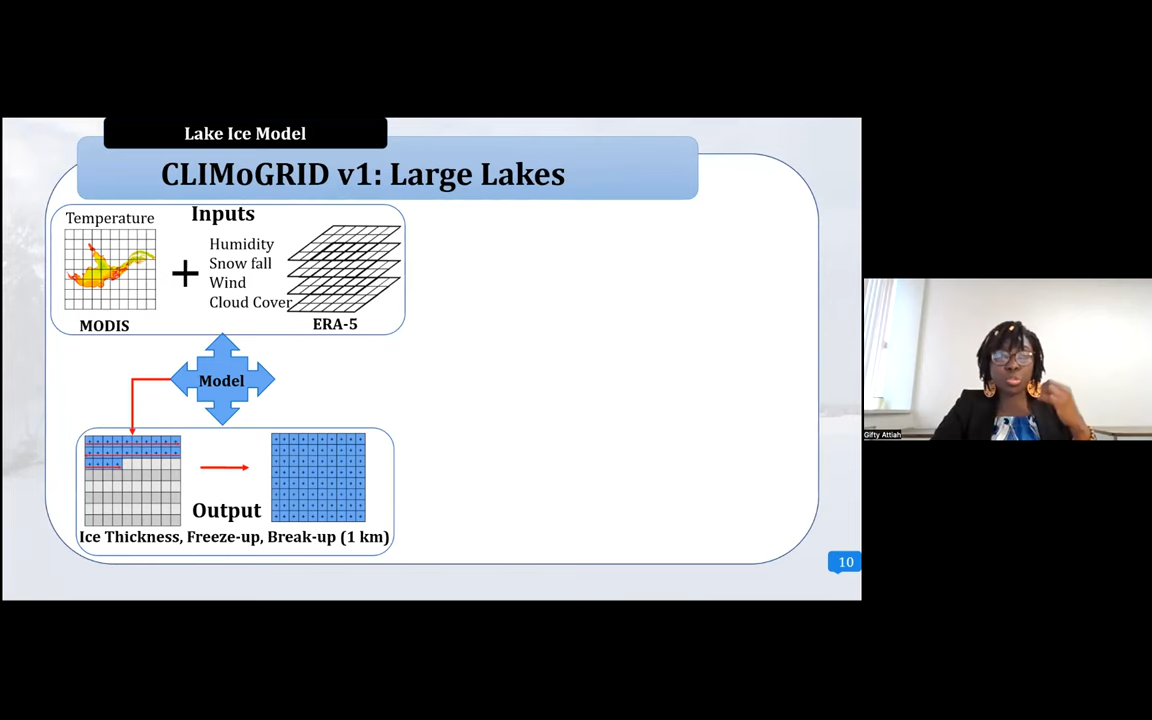 Lake Ice Model
CLIMoGRID v1: Large Lakes
Inputs
Temperature
Humidity
Snow fall
Wind
Cloud Cover
MODIS
ERA-5
Model
Output
Ice Thickness, Freeze-up, Break-up (1 km)
10
Gifty Attiah